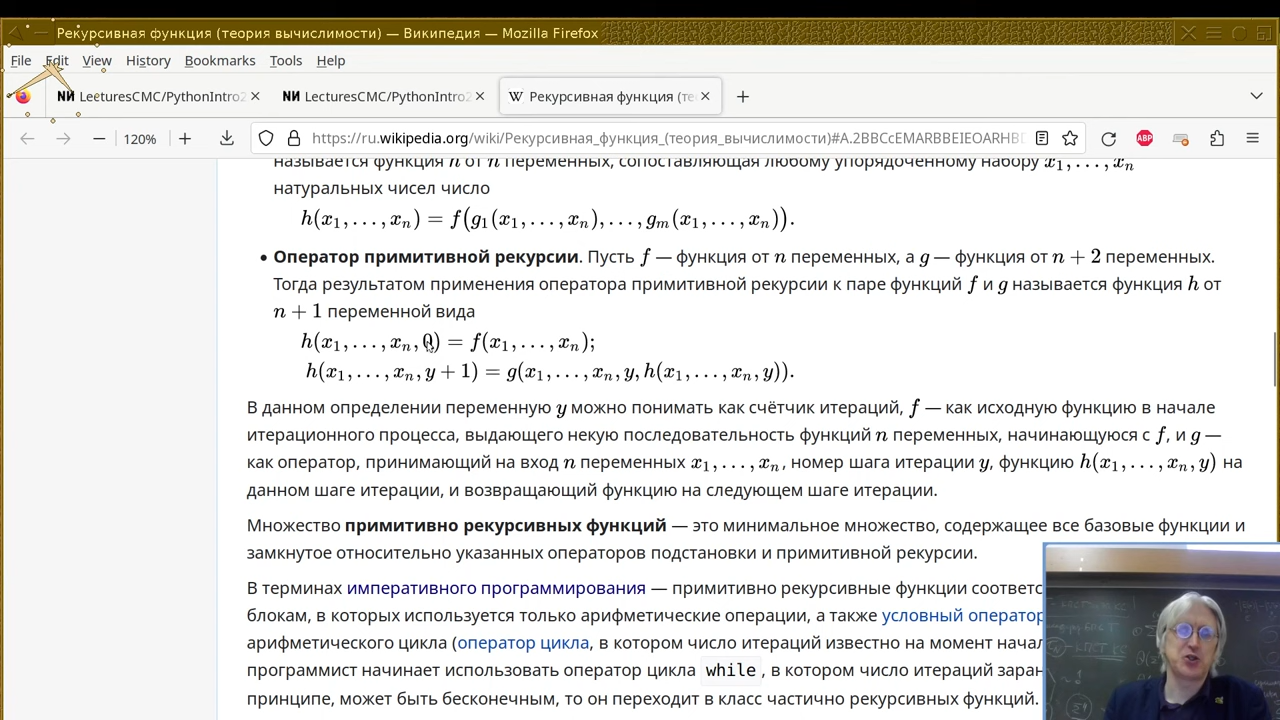 Рекурсивная функция (теория вычислимости) — Википедия — Mozilla Firefox
File Edit View History Bookmarks Tools Help
LecturesCMC/PythonIntro2 LecturesCMC/PythonIntro2 W Рекурсивная функция (те
120% https://ru.wikipedia.org/wiki/Рекурсивная_функция_(теория_вычислимости)#A.2BBCcEMARBBEIEOARHBD ABP
называется функция n от n переменных, сопоставляющая любому упорядоченному набору x₁, . . . , xₙ
натуральных чисел число
h(x₁, . . . , xₙ) = f(g₁(x₁, . . . , xₙ), . . . , gₘ(x₁, . . . , xₙ)).
• Оператор примитивной рекурсии. Пусть f — функция от n переменных, а g — функция от n + 2 переменных.
Тогда результатом применения оператора примитивной рекурсии к паре функций f и g называется функция h от
n + 1 переменной вида
h(x₁, . . . , xₙ, 0) = f(x₁, . . . , xₙ);
h(x₁, . . . , xₙ, y + 1) = g(x₁, . . . , xₙ, y, h(x₁, . . . , xₙ, y)).
В данном определении переменную y можно понимать как счётчик итераций, f — как исходную функцию в начале
итерационного процесса, выдающего некую последовательность функций n переменных, начинающуюся с f, и g —
как оператор, принимающий на вход n переменных x₁, . . . , xₙ, номер шага итерации y, функцию h(x₁, . . . , xₙ, y) на
данном шаге итерации, и возвращающий функцию на следующем шаге итерации.
Множество примитивно рекурсивных функций — это минимальное множество, содержащее все базовые функции и
замкнутое относительно указанных операторов подстановки и примитивной рекурсии.
В терминах императивного программирования — примитивно рекурсивные функции соответс
блокам, в которых используется только арифметические операции, а также условный оператор
арифметического цикла (оператор цикла, в котором число итераций известно на момент начал
программист начинает использовать оператор цикла while, в котором число итераций заран
принципе, может быть бесконечным, то он переходит в класс частично рекурсивных функций.